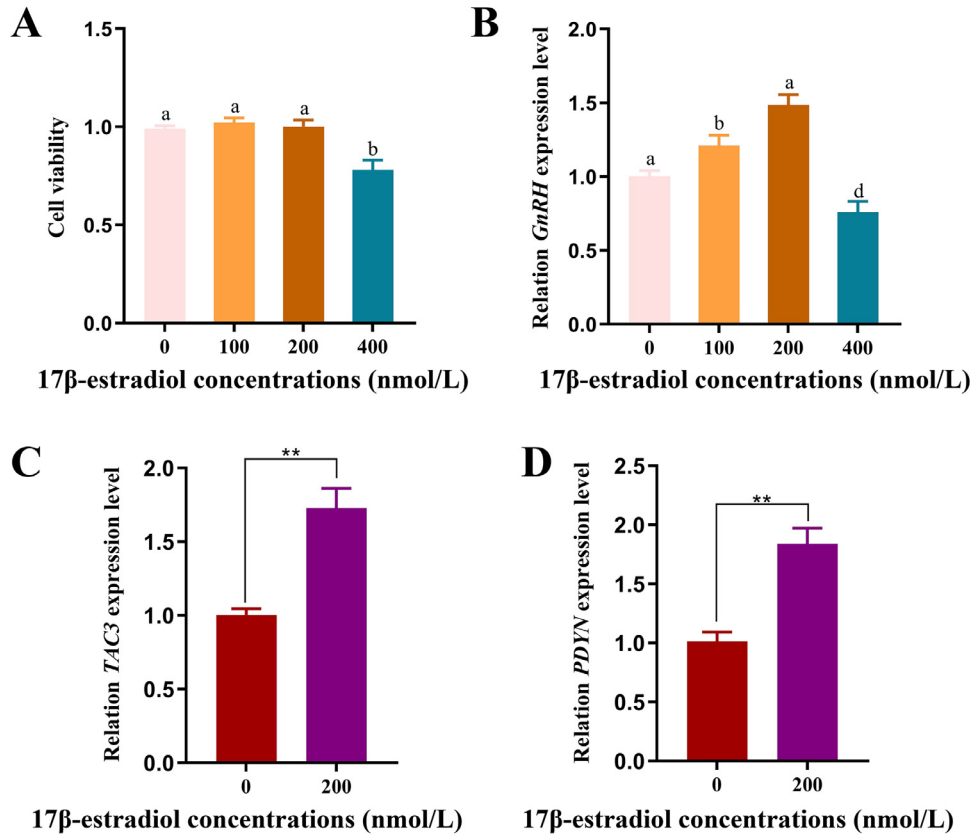 A
Cell viability
1.5
1.0
0.5
0.0
a
a
a
b
0
100
200
400
17β-estradiol concentrations (nmol/L)
B
Relation GnRH expression level
2.0
1.5
1.0
0.5
0.0
a
b
a
d
0
100
200
400
17β-estradiol concentrations (nmol/L)
C
Relation TAC3 expression level
2.0
1.5
1.0
0.5
0.0
**
0
200
17β-estradiol concentrations (nmol/L)
D
Relation PDYN expression level
2.5
2.0
1.5
1.0
0.5
0.0
**
0
200
17β-estradiol concentrations (nmol/L)